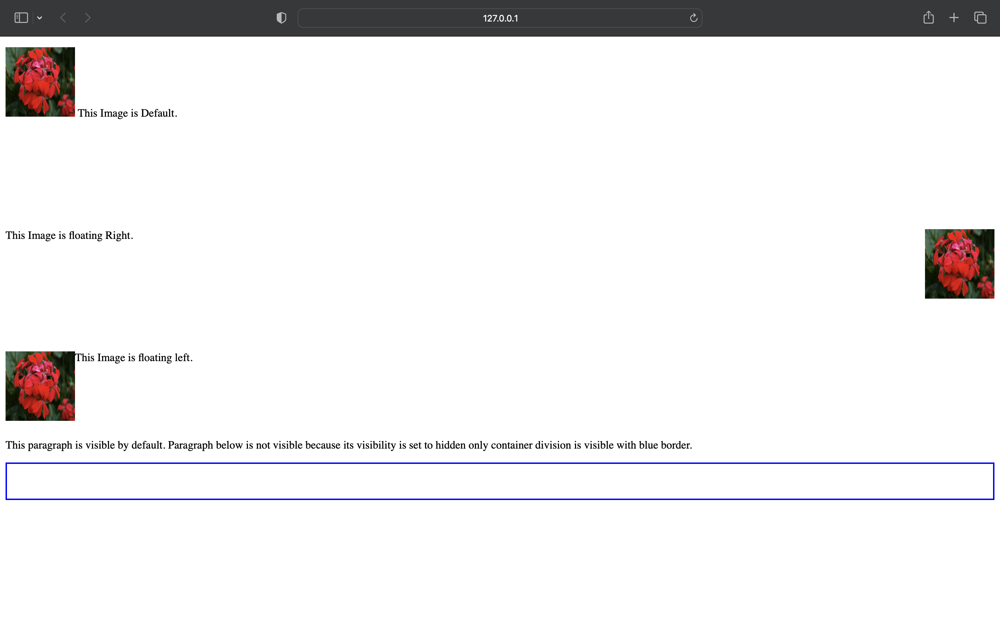 127.0.0.1
This Image is Default.
This Image is floating Right.
This Image is floating left.
This paragraph is visible by default. Paragraph below is not visible because its visibility is set to hidden only container division is visible with blue border.